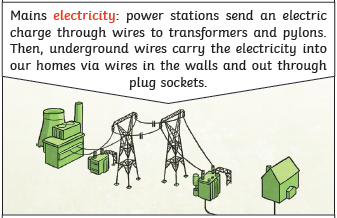 Mains electricity: power stations send an electric
charge through wires to transformers and pylons.
Then, underground wires carry the electricity into
our homes via wires in the walls and out through
plug sockets.